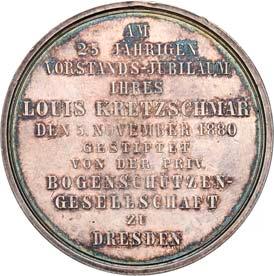 AM
25 JÄHRIGEN
VORSTANDS-JUBILÄUM
IHRES
LOUIS KRETZSCHMAR
DEN 5. NOVEMBER 1880
GESTIFTET
VON DER PRIV.
BOGENSCHÜTZEN-
GESELLSCHAFT
ZU
DRESDEN